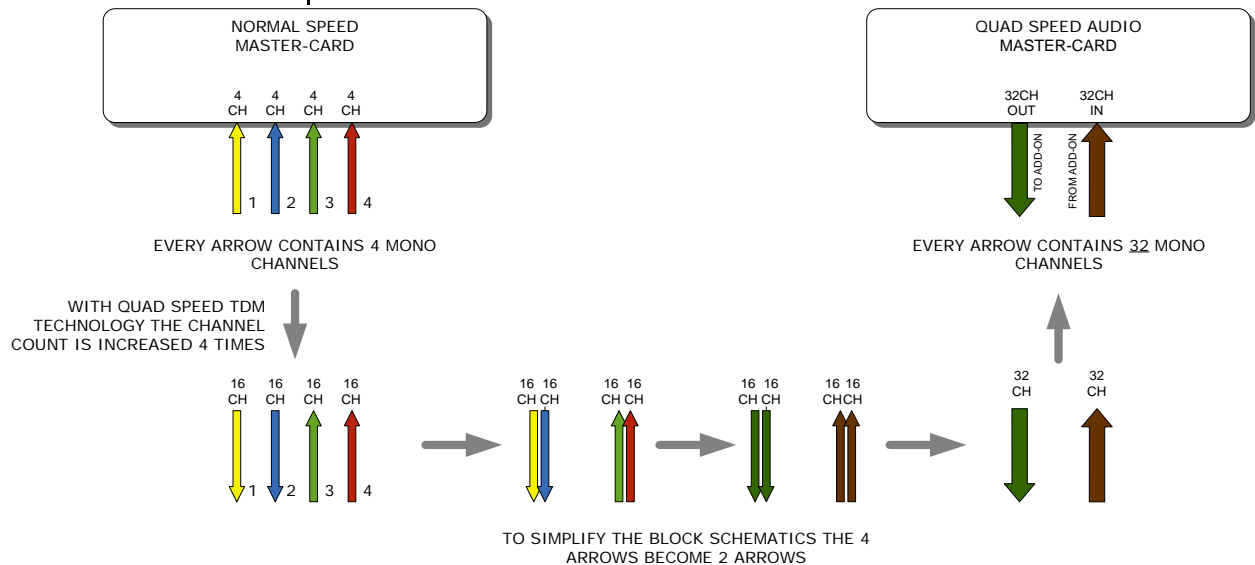 NORMAL SPEED
MASTER-CARD
4 4 4 4
CH CH CH CH
1 2 3 4
EVERY ARROW CONTAINS 4 MONO
CHANNELS
WITH QUAD SPEED TDM
TECHNOLOGY THE CHANNEL
COUNT IS INCREASED 4 TIMES
16 16 16 16
CH CH CH CH
1 2 3 4
16 16 16 16
CH CH CH CH
16 16 16 16
CH CH CH CH
TO SIMPLIFY THE BLOCK SCHEMATICS THE 4
ARROWS BECOME 2 ARROWS
32 32
CH CH
QUAD SPEED AUDIO
MASTER-CARD
32CH 32CH
OUT IN
TO ADD-ON
FROM ADD-ON
EVERY ARROW CONTAINS 32 MONO
CHANNELS